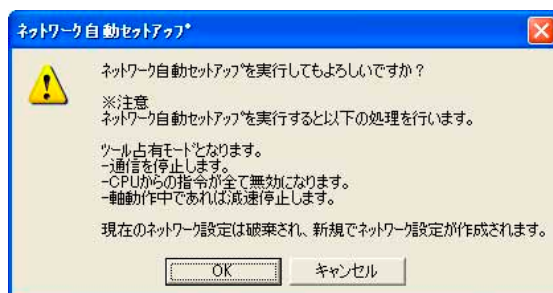 ネットワーク自動セットアップ
ネットワーク自動セットアップを実行してもよろしいですか？
※注意
ネットワーク自動セットアップを実行すると以下の処理を行います。
ツール占有モードとなります。
-通信を停止します。
-CPUからの指令が全て無効になります。
-軸動作中であれば減速停止します。
現在のネットワーク設定は破棄され、新規でネットワーク設定が作成されます。
OK
キャンセル